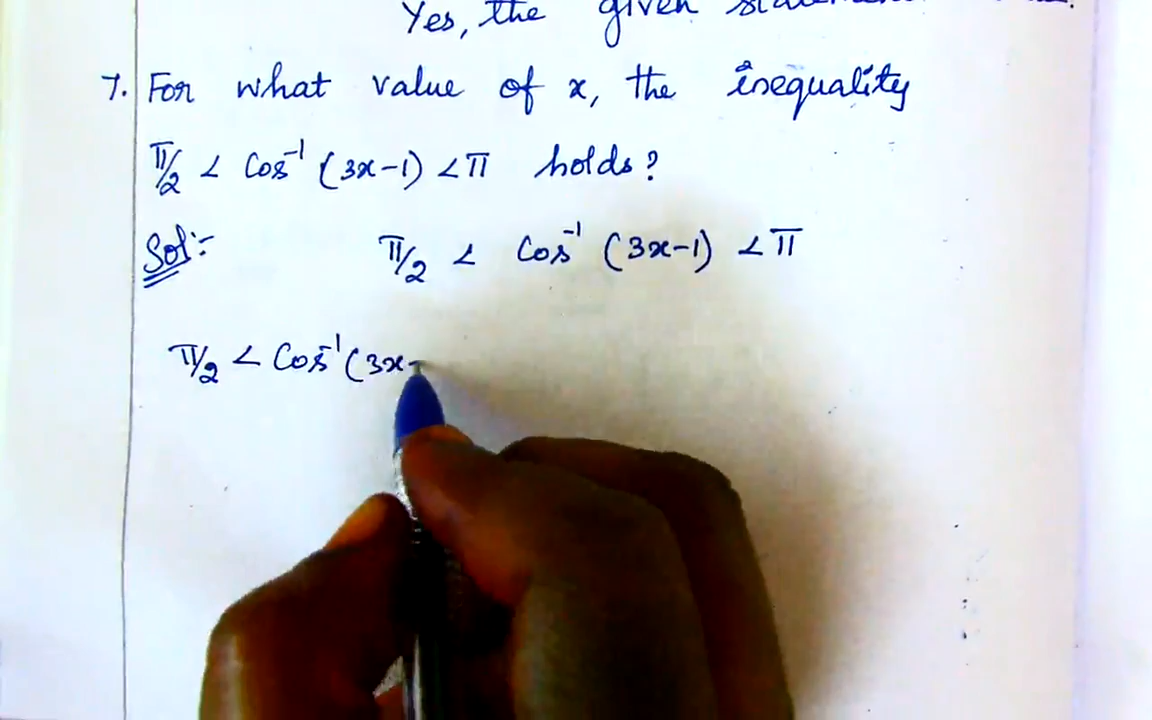 Yes, the given
7. For what value of x, the inequality
π/2 < Cos⁻¹ (3x-1) < π holds?
Sol:-
π/2 < Cos⁻¹ (3x-1) < π
π/2 < Cos⁻¹ (3x-